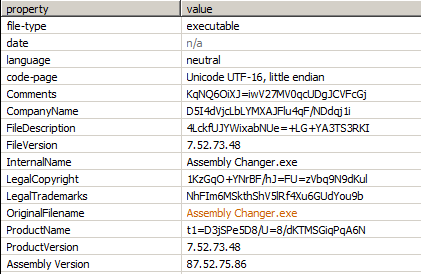 property value
file-type executable
date n/a
language neutral
code-page Unicode UTF-16, little endian
Comments KqNQ6OiXJ=iwV27MV0qcUDgJCVFcGj
CompanyName D5I4dVjcLbLYMXAJFlu4qF/NDdqj1i
FileDescription 4LckfUJYWixabNUe=+LG+YA3TS3RKI
FileVersion 7.52.73.48
InternalName Assembly Changer.exe
LegalCopyright 1KzGqO+YNrBF/hJ=FU=zVbq9N9dKul
LegalTrademarks NhFIm6MSkthShV5lRf4Xu6GUdYou9b
OriginalFilename Assembly Changer.exe
ProductName t1=D3jSPe5D8/U=8/dKTMSGiqPqA6N
ProductVersion 7.52.73.48
Assembly Version 87.52.75.86